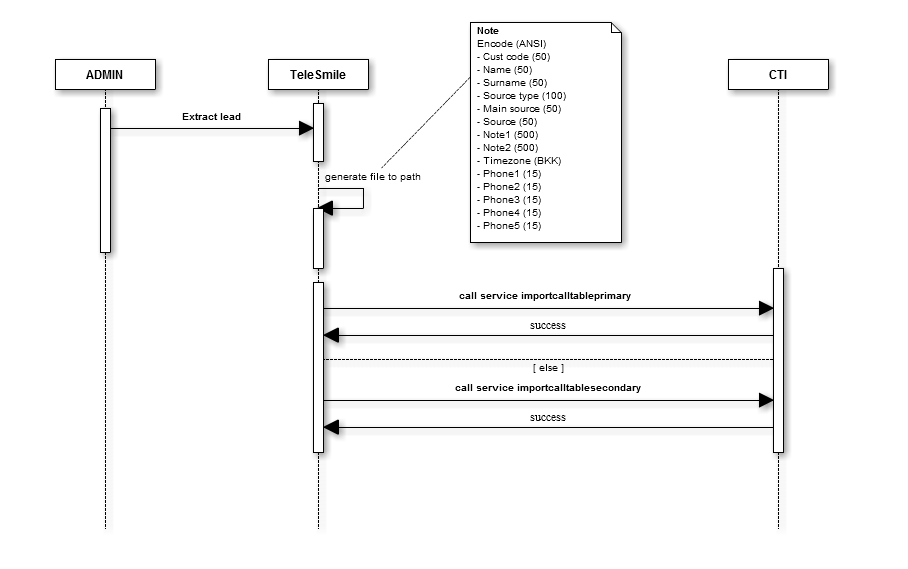 Note
Encode (ANSI)
- Cust code (50)
- Name (50)
- Surname (50)
- Source type (100)
- Main source (50)
- Source (50)
- Note1 (500)
- Note2 (500)
- Timezone (BKK)
- Phone1 (15)
- Phone2 (15)
- Phone3 (15)
- Phone4 (15)
- Phone5 (15)
ADMIN
TeleSmile
CTI
Extract lead
generate file to path
call service importcalltableprimary
success
[ else ]
call service importcalltablesecondary
success